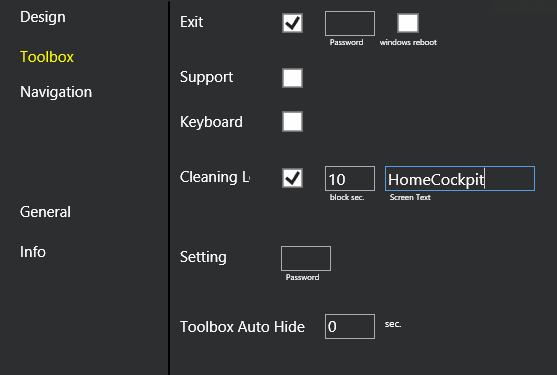 Design
Toolbox
Navigation
General
Info
Exit
Password
windows reboot
Support
Keyboard
Cleaning L
10
HomeCockpit
block sec.
Screen Text
Setting
Password
Toolbox Auto Hide
0
sec.